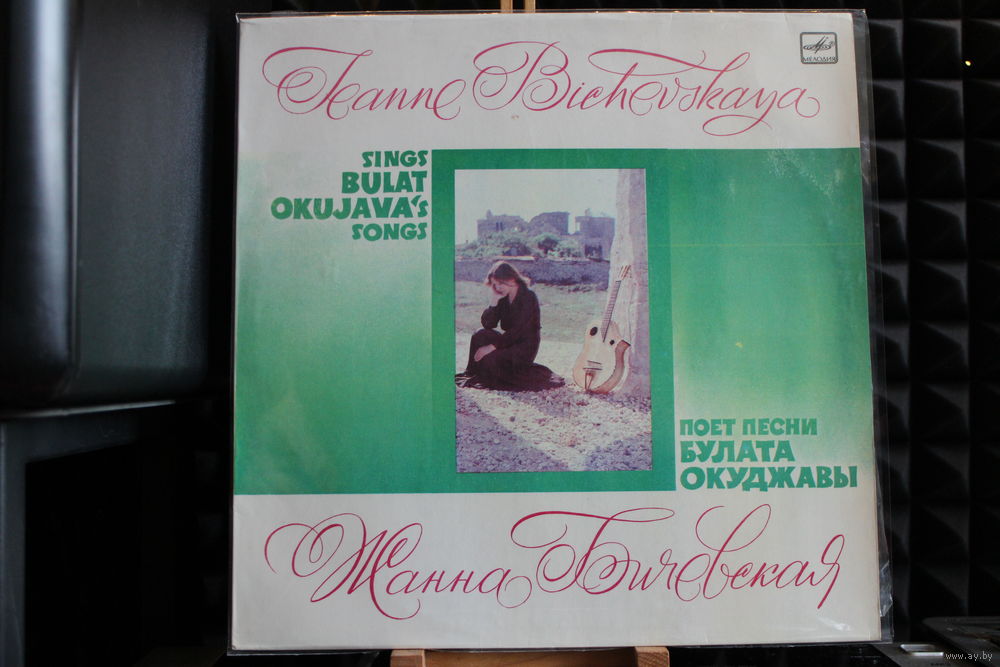 Jeanne Bichevskaya
МЕЛОДИЯ
SINGS
BULAT
OKUJAVA's
SONGS
ПОЕТ ПЕСНИ
БУЛАТА
ОКУДЖАВЫ
Жанна Бичевская
www.ay.by